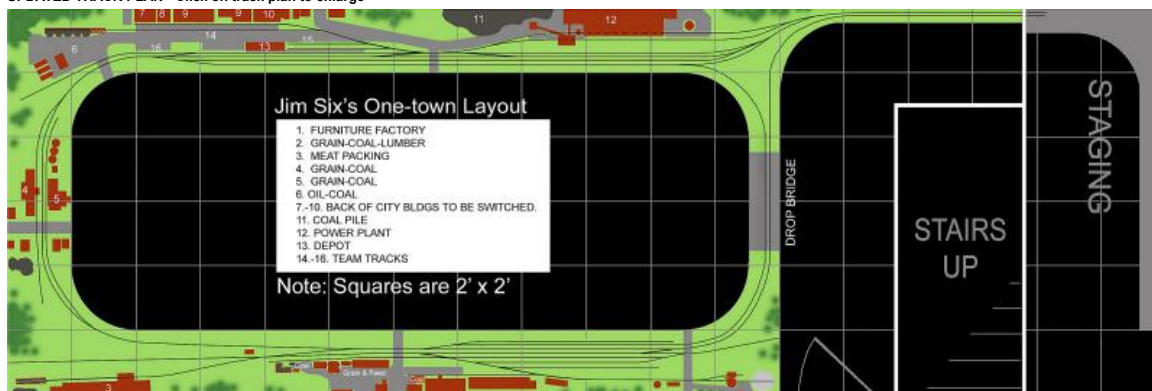 7 8 9 9 10
11
12
14
6
16
13
15
Jim Six's One-town Layout
1. FURNITURE FACTORY
2. GRAIN-COAL-LUMBER
3. MEAT PACKING
4. GRAIN-COAL
5. GRAIN-COAL
6. OIL-COAL
7.-10. BACK OF CITY BLDGS TO BE SWITCHED.
11. COAL PILE
12. POWER PLANT
13. DEPOT
14.-16. TEAM TRACKS
Note: Squares are 2' x 2'
4
5
DROP BRIDGE
STAIRS
UP
STAGING
Grain & Feed
3